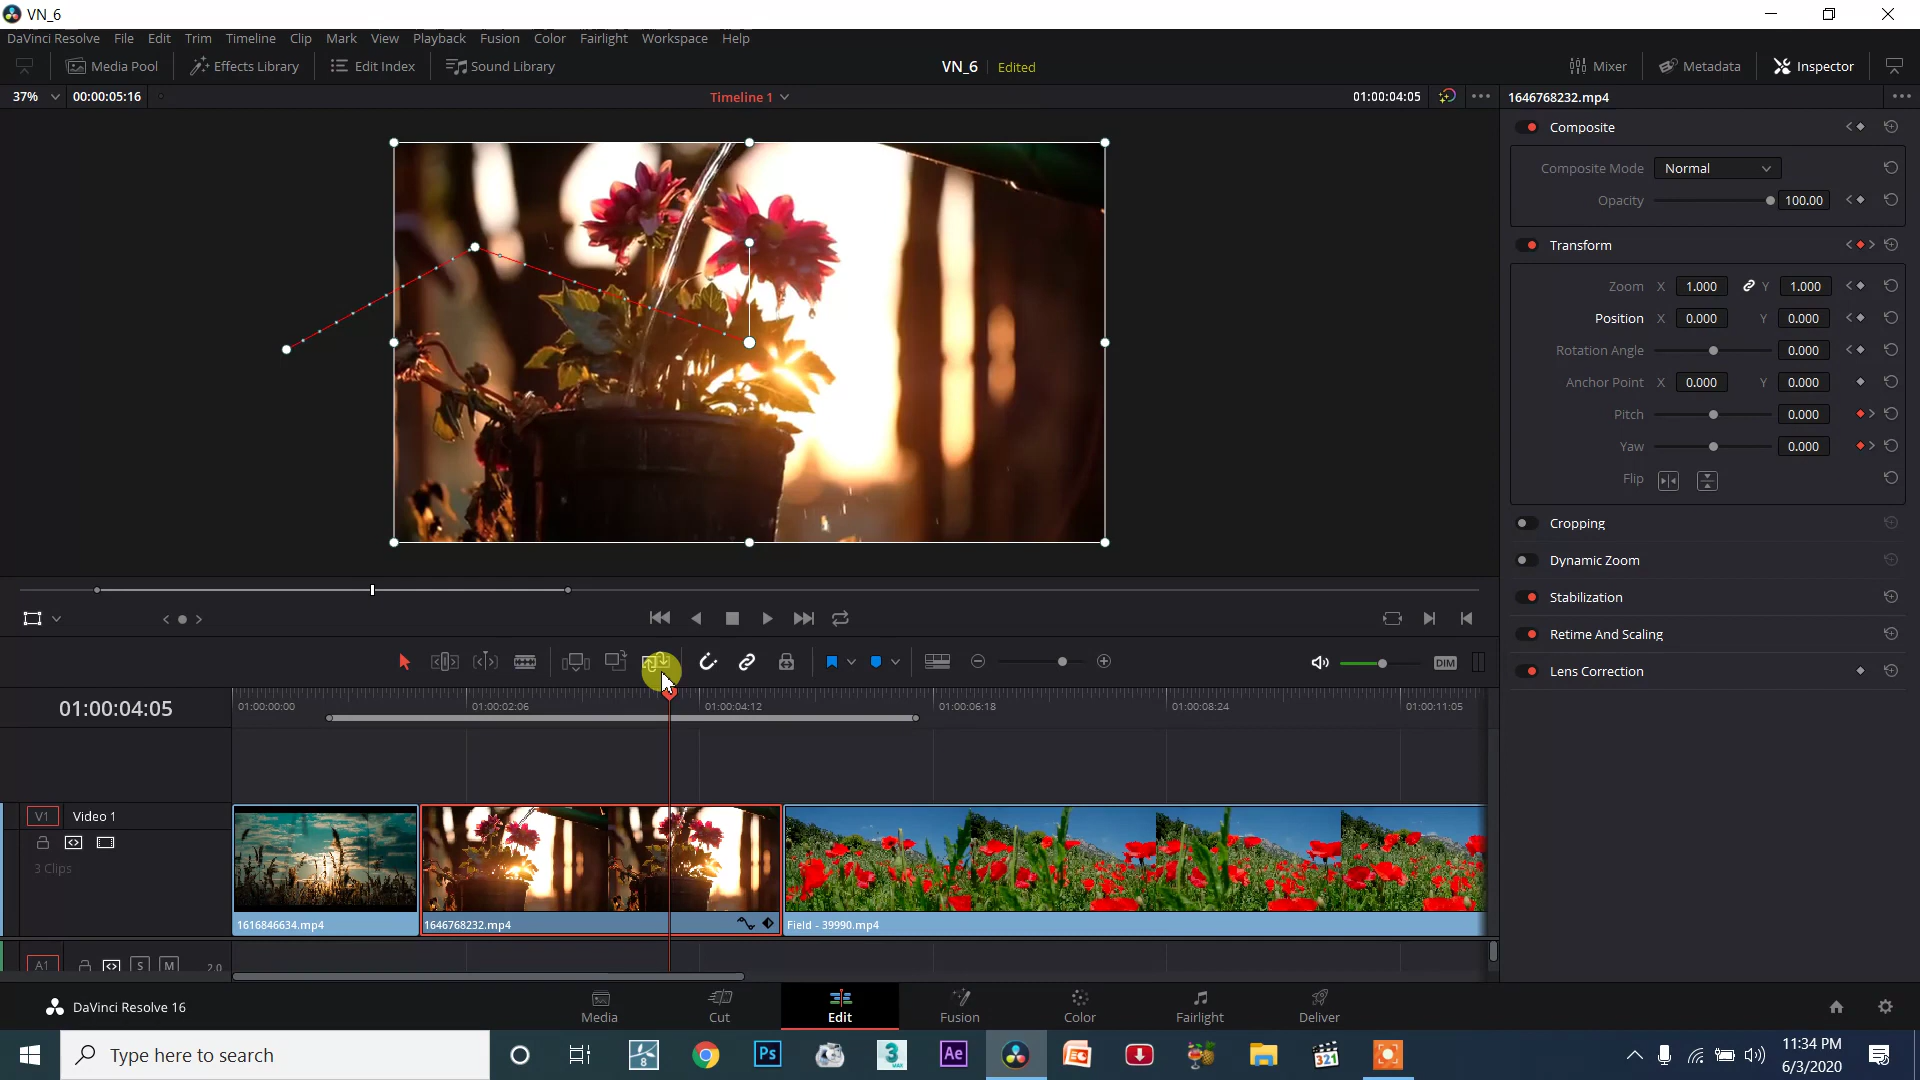 VN_6
DaVinci Resolve File Edit Trim Timeline Clip Mark View Playback Fusion Color Fairlight Workspace Help
Media Pool Effects Library Edit Index Sound Library VN_6 Edited Mixer Metadata Inspector
37% 00:00:05:16 Timeline 1 01:00:04:05 1646768232.mp4
Composite
Composite Mode Normal
Opacity 100.00
Transform
Zoom X 1.000 Y 1.000
Position X 0.000 Y 0.000
Rotation Angle 0.000
Anchor Point X 0.000 Y 0.000
Pitch 0.000
Yaw 0.000
Flip
Cropping
Dynamic Zoom
Stabilization
Retime And Scaling
Lens Correction
DIM
01:00:04:05 01:00:00:00 01:00:02:06 01:00:04:12 01:00:06:18 01:00:08:24 01:00:11:05
V1 Video 1
3 Clips
1616846634.mp4 1646768232.mp4 Field - 39990.mp4
A1 S M 2.0
DaVinci Resolve 16 Media Cut Edit Fusion Color Fairlight Deliver
Type here to search 8 Ps 3 MAX Ae 321 11:34 PM
6/3/2020